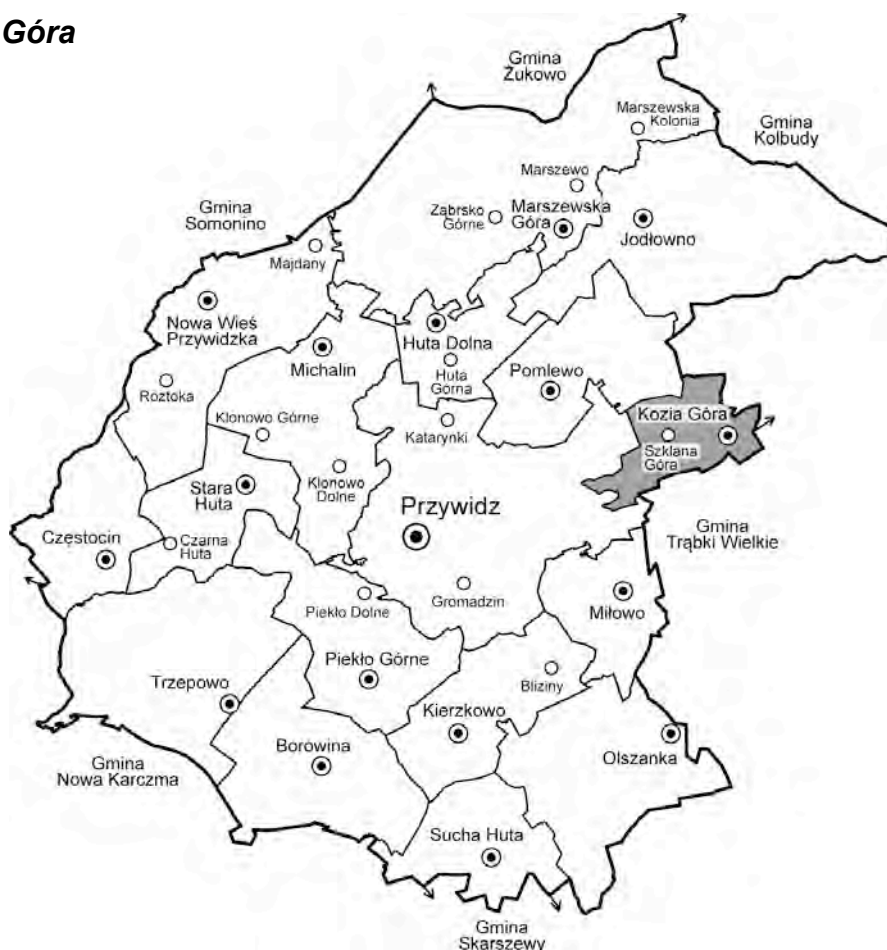 Góra
Gmina
Żukowo
Marszewska
Kolonia
Gmina
Kolbudy
Marszewo
Gmina
Somonino
Ząbrsko
Górne
Marszewska
Góra
Jodłowno
Majdany
Nowa Wieś
Przywidzka
Huta Dolna
Michalin
Huta
Górna
Pomlewo
Roztoka
Kozia Góra
Klonowo Górne
Katarynki
Szklana
Góra
Klonowo
Dolne
Stara
Huta
Przywidz
Gmina
Trąbki Wielkie
Częstocin
Czarna
Huta
Gromadzin
Piekło Dolne
Miłowo
Piekło Górne
Bliziny
Trzepowo
Kierzkowo
Borowina
Olszanka
Gmina
Nowa Karczma
Sucha Huta
Gmina
Skarszewy